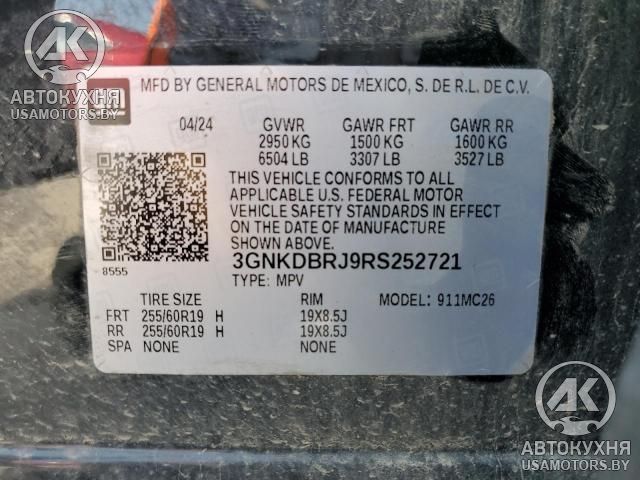 АВТОКУХНЯ
USAMOTORS.BY
MFD BY GENERAL MOTORS DE MEXICO, S. DE R.L. DE C.V.
04/24 GVWR GAWR FRT GAWR RR
2950 KG 1500 KG 1600 KG
6504 LB 3307 LB 3527 LB
THIS VEHICLE CONFORMS TO ALL
APPLICABLE U.S. FEDERAL MOTOR
VEHICLE SAFETY STANDARDS IN EFFECT
ON THE DATE OF MANUFACTURE
SHOWN ABOVE.
8555
3GNKDBRJ9RS252721
TYPE: MPV
TIRE SIZE RIM MODEL: 911MC26
FRT 255/60R19 H 19X8.5J
RR 255/60R19 H 19X8.5J
SPA NONE NONE
АВТОКУХНЯ
USAMOTORS.BY